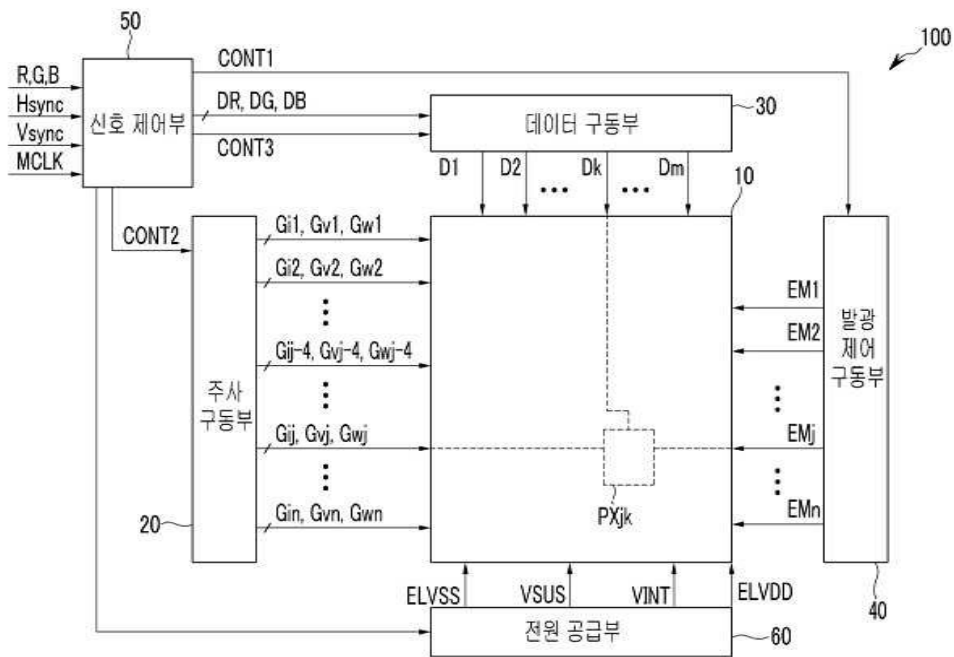 50
100
CONT1
R,G,B
Hsync
Vsync
MCLK
신호 제어부
DR, DG, DB
CONT3
데이터 구동부
30
D1 D2 Dk Dm
10
CONT2
Gi1, Gv1, Gw1
Gi2, Gv2, Gw2
Gij-4, Gvj-4, Gwj-4
Gij, Gvj, Gwj
Gin, Gvn, Gwn
주사
구동부
20
PXjk
EM1
EM2
EMj
EMn
발광
제어
구동부
40
ELVSS VSUS VINT ELVDD
전원 공급부
60